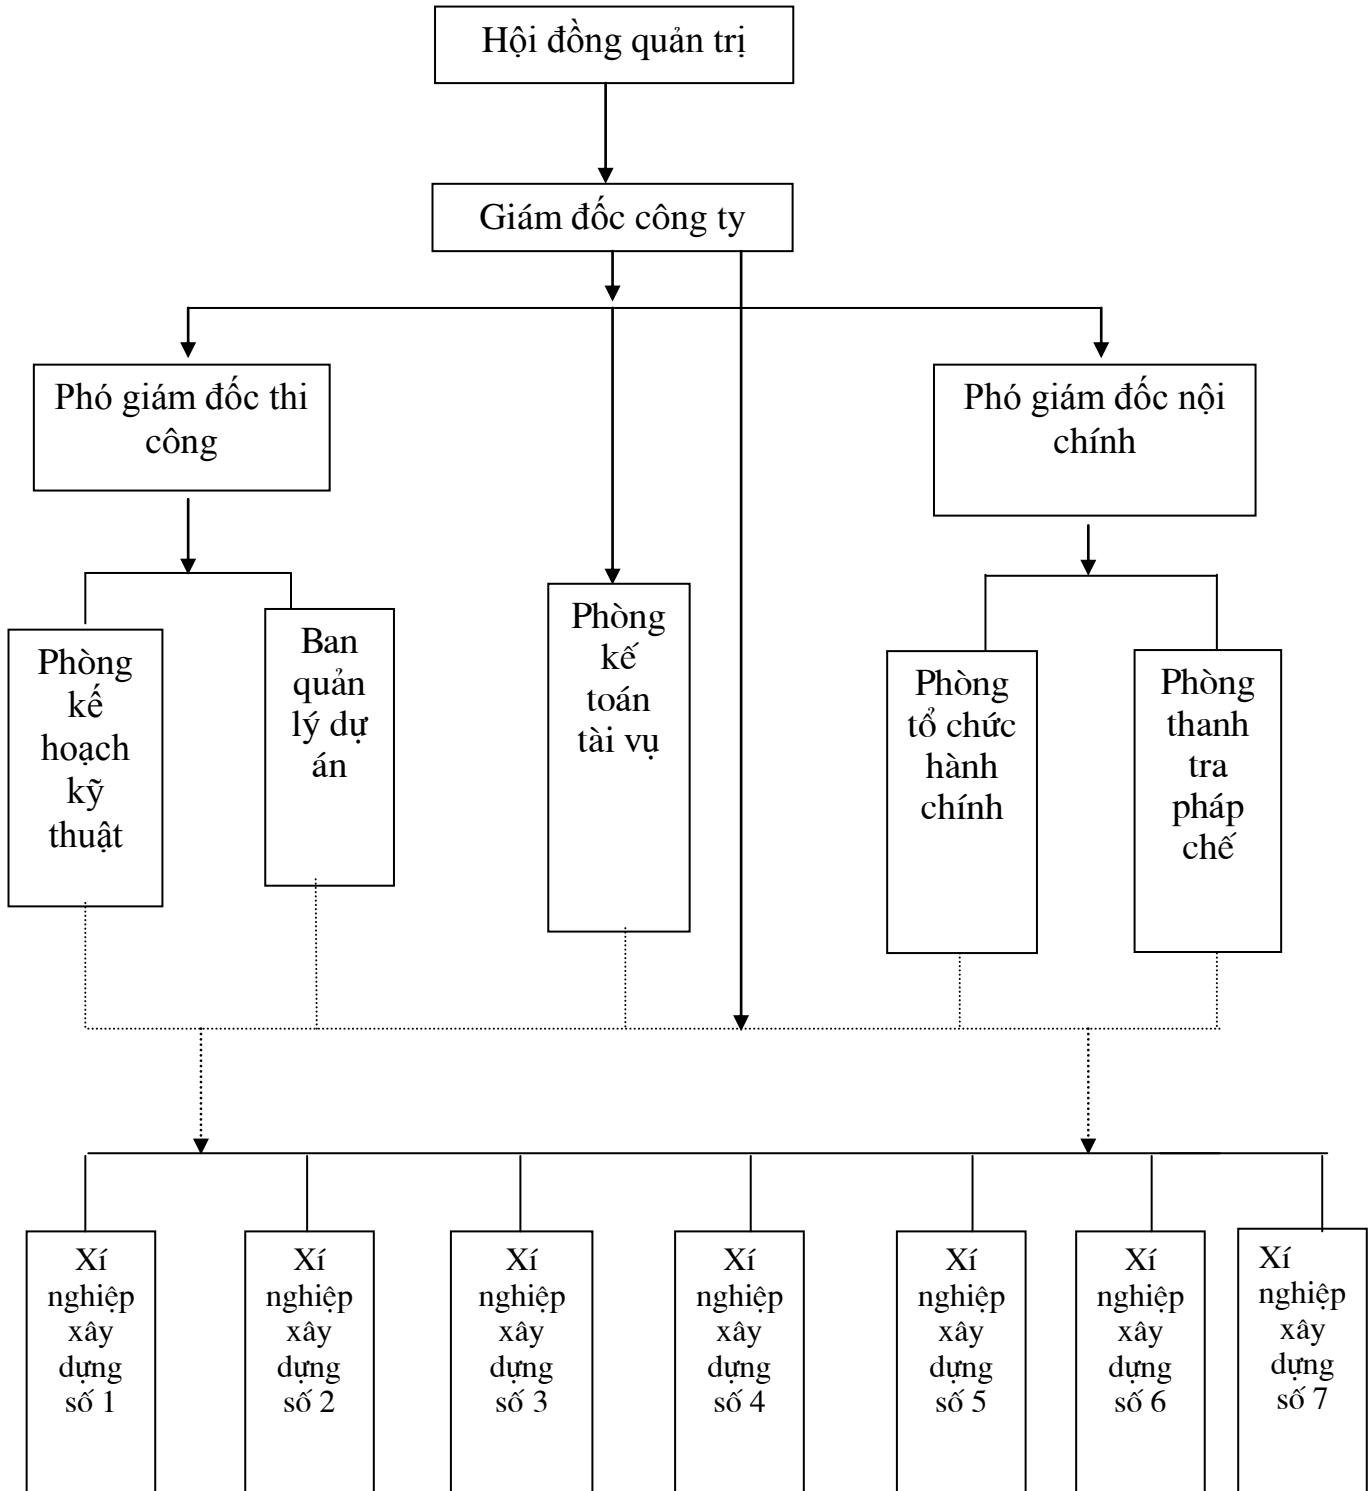 Hội đồng quản trị
Giám đốc công ty
Phó giám đốc thi
công
Phó giám đốc nội
chính
Phòng
kế
hoạch
kỹ
thuật
Ban
quản
lý dự
án
Phòng
kế
toán
tài vụ
Phòng
tổ chức
hành
chính
Phòng
thanh
tra
pháp
chế
Xí
nghiệp
xây
dựng
số 1
Xí
nghiệp
xây
dựng
số 2
Xí
nghiệp
xây
dựng
số 3
Xí
nghiệp
xây
dựng
số 4
Xí
nghiệp
xây
dựng
số 5
Xí
nghiệp
xây
dựng
số 6
Xí
nghiệp
xây
dựng
số 7